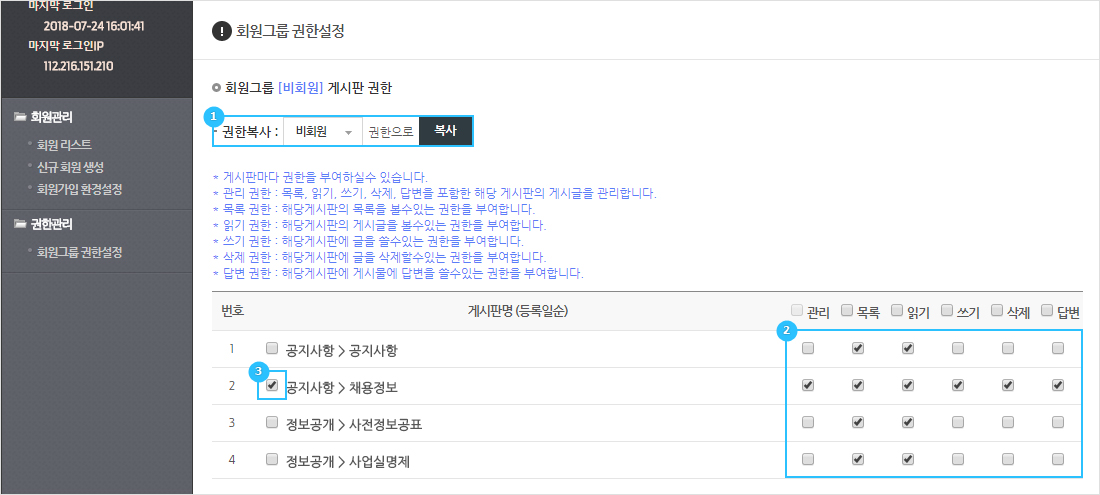 마지막 로그인
2018-07-24 16:01:41
마지막 로그인IP
112.216.151.210
회원관리
회원 리스트
신규 회원 생성
회원가입 환경설정
권한관리
회원그룹 권한설정
! 회원그룹 권한설정
회원그룹 [비회원] 게시판 권한
1
- 권한복사 : 비회원 권한으로 복사
* 게시판마다 권한을 부여하실수 있습니다.
* 관리 권한 : 목록, 읽기, 쓰기, 삭제, 답변을 포함한 해당 게시판의 게시글을 관리합니다.
* 목록 권한 : 해당게시판의 목록을 볼수있는 권한을 부여합니다.
* 읽기 권한 : 해당게시판의 게시글을 볼수있는 권한을 부여합니다.
* 쓰기 권한 : 해당게시판에 글을 쓸수있는 권한을 부여합니다.
* 삭제 권한 : 해당게시판에 글을 삭제할수있는 권한을 부여합니다.
* 답변 권한 : 해당게시판에 게시물에 답변을 쓸수있는 권한을 부여합니다.
번호 게시판명 (등록일순) 관리 목록 읽기 쓰기 삭제 답변
2
1 공지사항 > 공지사항
3
2 공지사항 > 채용정보
3 정보공개 > 사전정보공표
4 정보공개 > 사업실명제